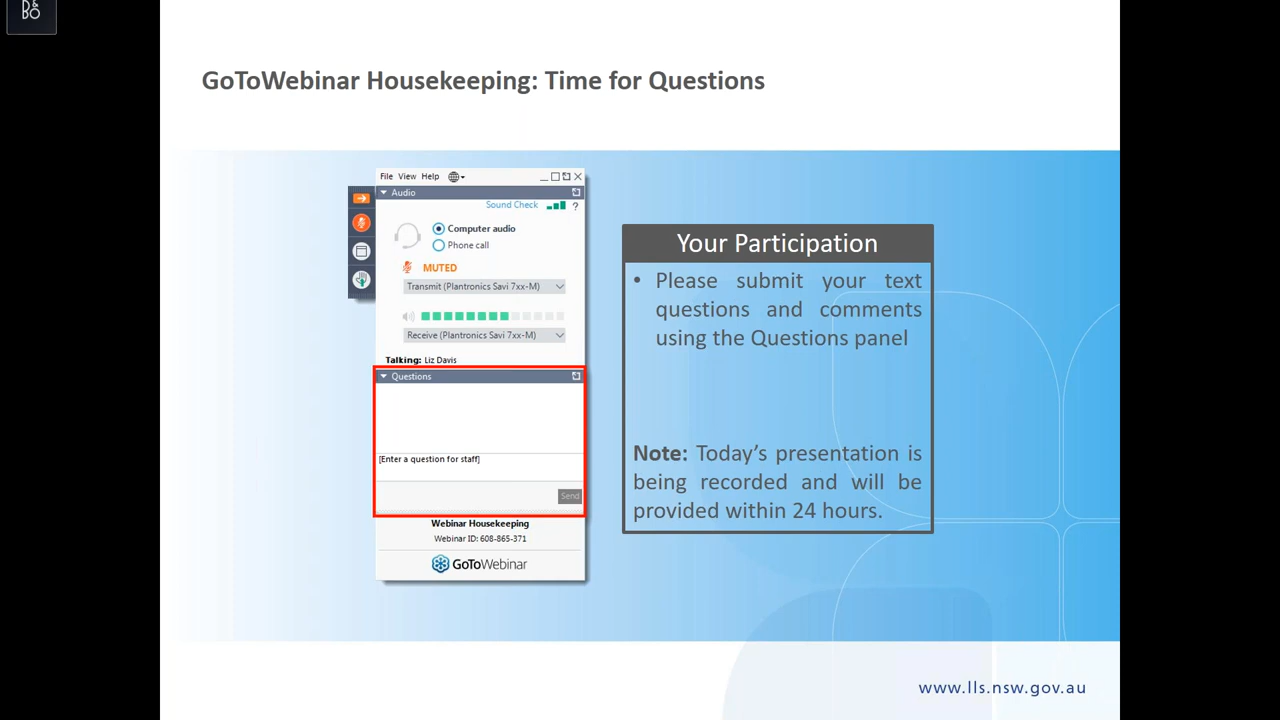 B&O
GoToWebinar Housekeeping: Time for Questions
File View Help
Audio
Sound Check ?
Computer audio
Phone call
MUTED
Transmit (Plantronics Savi 7xx-M)
Receive (Plantronics Savi 7xx-M)
Talking: Liz Davis
Questions
[Enter a question for staff]
Send
Webinar Housekeeping
Webinar ID: 608-865-371
GoToWebinar
Your Participation
• Please submit your text
questions and comments
using the Questions panel
Note: Today's presentation is
being recorded and will be
provided within 24 hours.
www.lls.nsw.gov.au